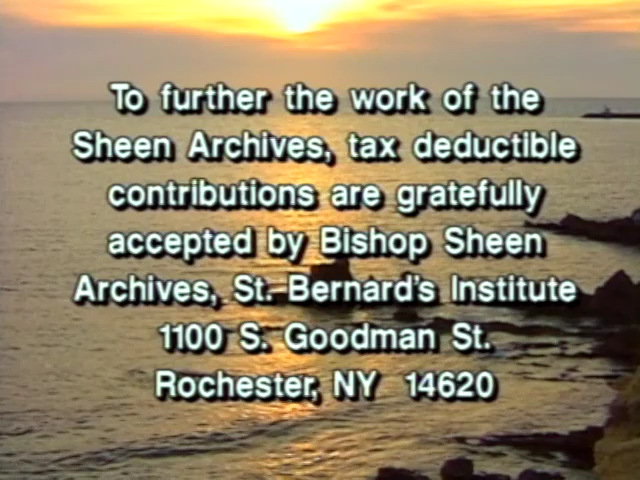 To further the work of the
Sheen Archives, tax deductible
contributions are gratefully
accepted by Bishop Sheen
Archives, St. Bernard's Institute
1100 S. Goodman St.
Rochester, NY 14620